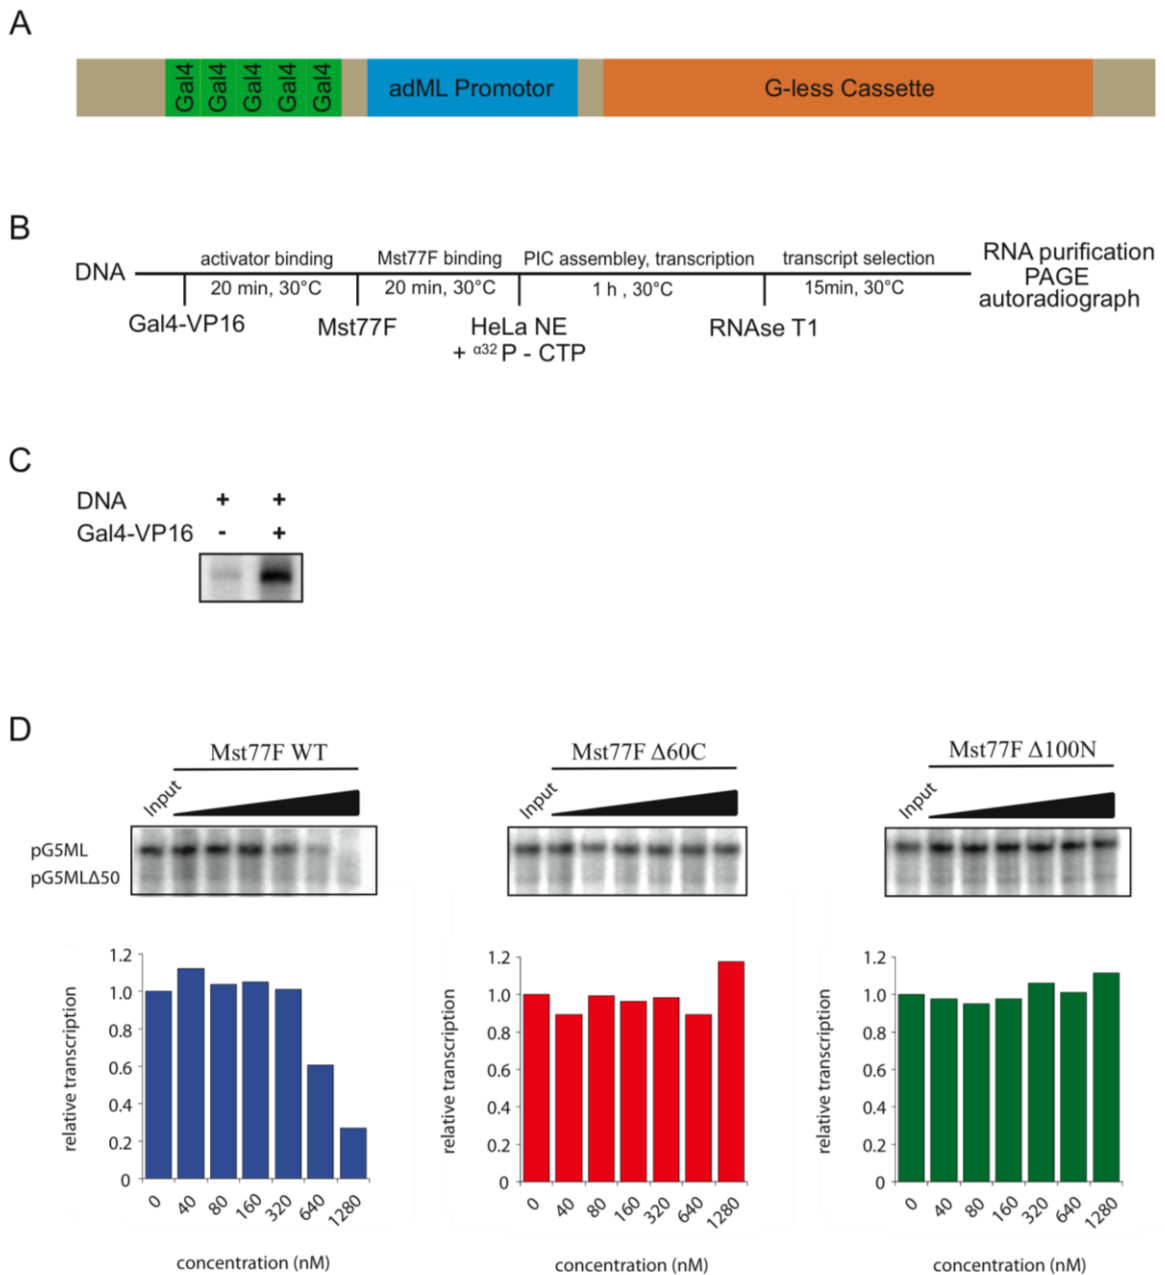 A
Gal4 Gal4 Gal4 Gal4 Gal4 adML Promotor G-less Cassette
B
DNA
activator binding Mst77F binding PIC assembley, transcription transcript selection
20 min, 30°C 20 min, 30°C 1 h , 30°C 15min, 30°C
Gal4-VP16 Mst77F HeLa NE RNAse T1
+ α32 P - CTP
RNA purification
PAGE
autoradiograph
C
DNA + +
Gal4-VP16 - +
D
Mst77F WT
Input
pG5ML
pG5MLΔ50
Mst77F Δ60C
Input
Mst77F Δ100N
Input
relative transcription
1.2
1.0
0.8
0.6
0.4
0.2
0
0 40 80 160 320 640 1280
concentration (nM)
relative transcription
1.2
1.0
0.8
0.6
0.4
0.2
0
0 40 80 160 320 640 1280
concentration (nM)
relative transcription
1.2
1.0
0.8
0.6
0.4
0.2
0
0 40 80 160 320 640 1280
concentration (nM)